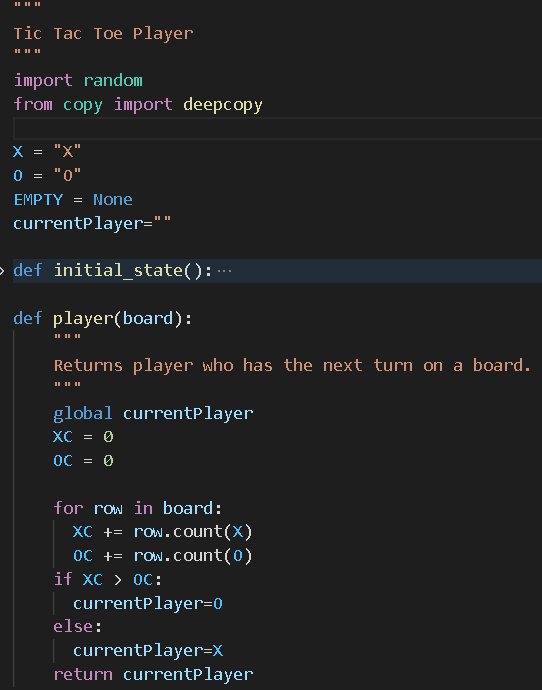 """
Tic Tac Toe Player
"""
import random
from copy import deepcopy
X = "X"
O = "O"
EMPTY = None
currentPlayer=""
> def initial_state():···
def player(board):
"""
Returns player who has the next turn on a board.
"""
global currentPlayer
XC = 0
OC = 0
for row in board:
XC += row.count(X)
OC += row.count(O)
if XC > OC:
currentPlayer=O
else:
currentPlayer=X
return currentPlayer